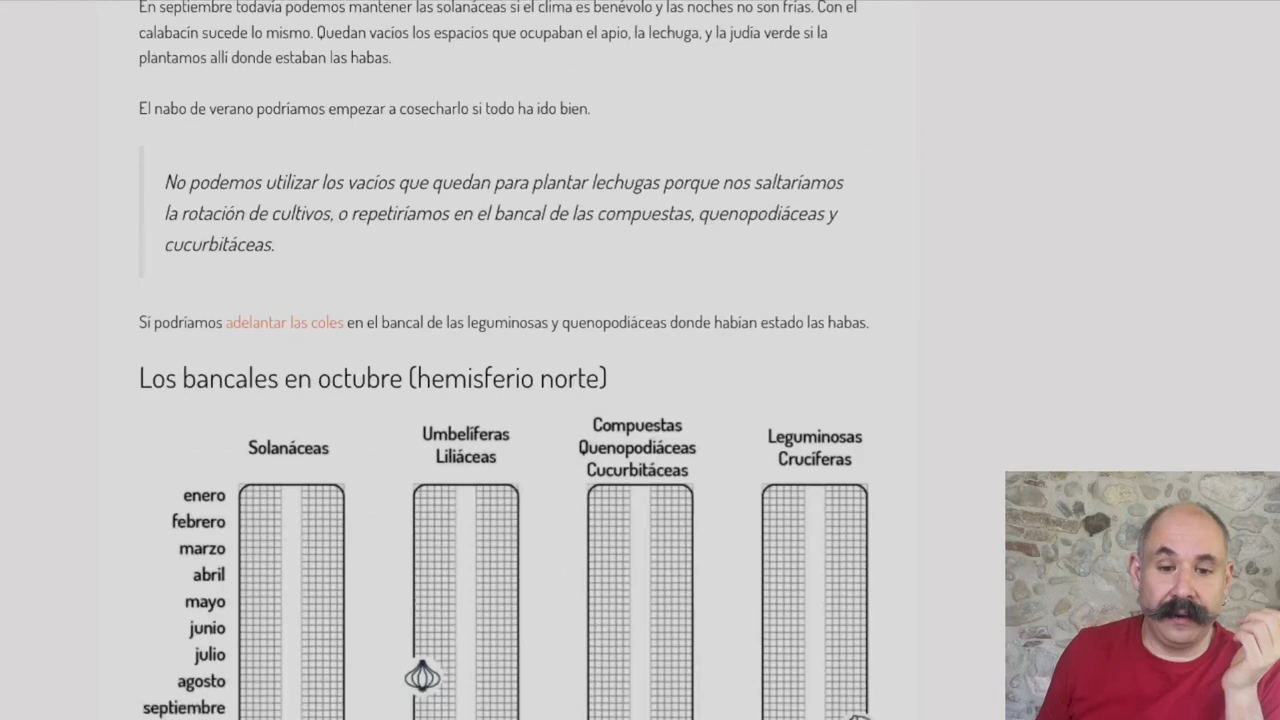 En septiembre todavía podemos mantener las solanáceas si el clima es benévolo y las noches no son frías. Con el
calabacín sucede lo mismo. Quedan vacíos los espacios que ocupaban el apio, la lechuga, y la judía verde si la
plantamos allí donde estaban las habas.
El nabo de verano podríamos empezar a cosecharlo si todo ha ido bien.
No podemos utilizar los vacíos que quedan para plantar lechugas porque nos saltaríamos
la rotación de cultivos, o repetiríamos en el bancal de las compuestas, quenopodiáceas y
cucurbitáceas.
Sí podríamos adelantar las coles en el bancal de las leguminosas y quenopodiáceas donde habían estado las habas.
Los bancales en octubre (hemisferio norte)
Solanáceas
Umbelíferas
Liliáceas
Compuestas
Quenopodiáceas
Cucurbitáceas
Leguminosas
Crucíferas
enero
febrero
marzo
abril
mayo
junio
julio
agosto
septiembre